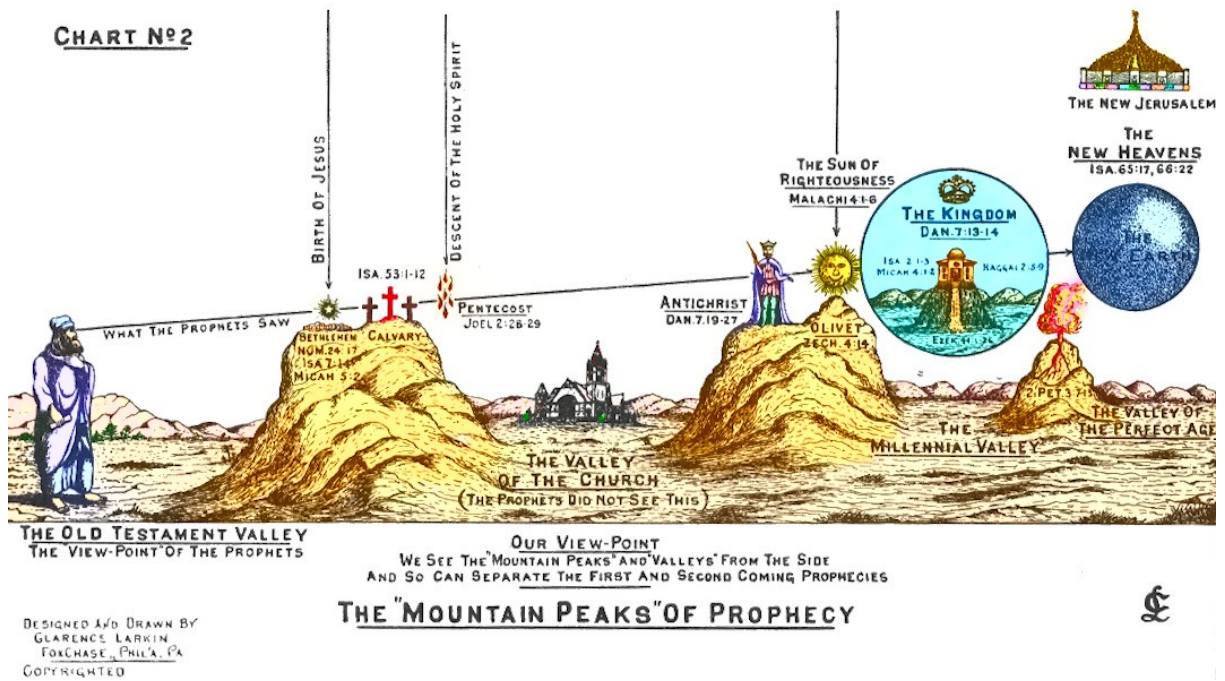 CHART Nº 2
BIRTH OF JESUS
DESCENT OF THE HOLY SPIRIT
THE NEW JERUSALEM
THE
NEW HEAVENS
ISA. 65:17, 66:22
THE SUN OF
RIGHTEOUSNESS
MALACHI 4:1-6
THE KINGDOM
DAN. 7:13-14
ISA 2:1-3
MICAH 4:1-2
HAGGAI 2:5-9
THE
NEW EARTH
ISA. 53:1-12
WHAT THE PROPHETS SAW
PENTECOST
JOEL 2:28-29
ANTICHRIST
DAN. 7.19-27
BETHLEHEM
NUM. 24:17
ISA 7:14
MICAH 5:2
CALVARY
OLIVET
ZECH. 4:14
2 PET. 3
THE VALLEY OF
THE PERFECT AGE
THE
MILLENNIAL VALLEY
THE VALLEY
OF THE CHURCH
(THE PROPHETS DID NOT SEE THIS)
THE OLD TESTAMENT VALLEY
THE "VIEW-POINT" OF THE PROPHETS
OUR VIEW-POINT
WE SEE THE "MOUNTAIN PEAKS" AND "VALLEYS" FROM THE SIDE
AND SO CAN SEPARATE THE FIRST AND SECOND COMING PROPHECIES
THE "MOUNTAIN PEAKS" OF PROPHECY
DESIGNED AND DRAWN BY
CLARENCE LARKIN
FOXCHASE, PHIL'A. PA
COPYRIGHTED